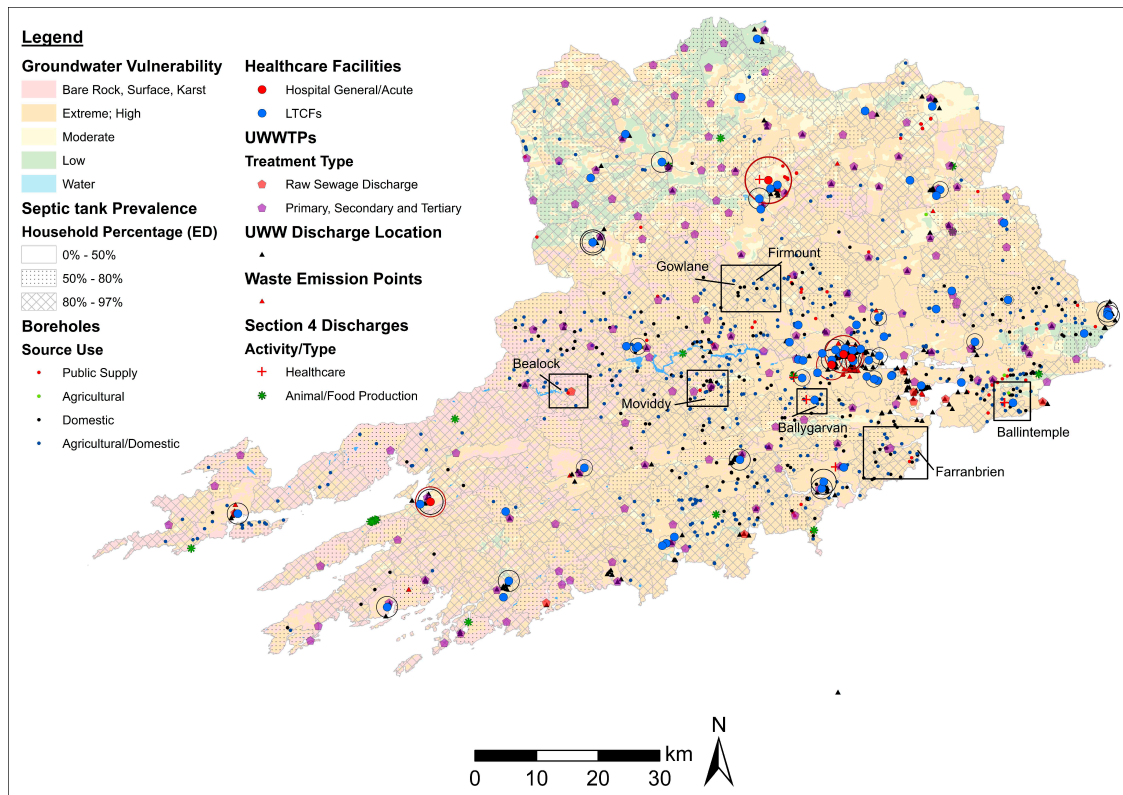 Legend
Groundwater Vulnerability
Bare Rock, Surface, Karst
Extreme; High
Moderate
Low
Water
Septic tank Prevalence
Household Percentage (ED)
0% - 50%
50% - 80%
80% - 97%
Boreholes
Source Use
Public Supply
Agricultural
Domestic
Agricultural/Domestic
Healthcare Facilities
Hospital General/Acute
LTCFs
UWWTPs
Treatment Type
Raw Sewage Discharge
Primary, Secondary and Tertiary
UWW Discharge Location
Waste Emission Points
Section 4 Discharges
Activity/Type
Healthcare
Animal/Food Production
Firmount
Gowlane
Bealock
Moviddy
Ballygarvan
Ballintemple
Farranbrien
N
km
0 10 20 30